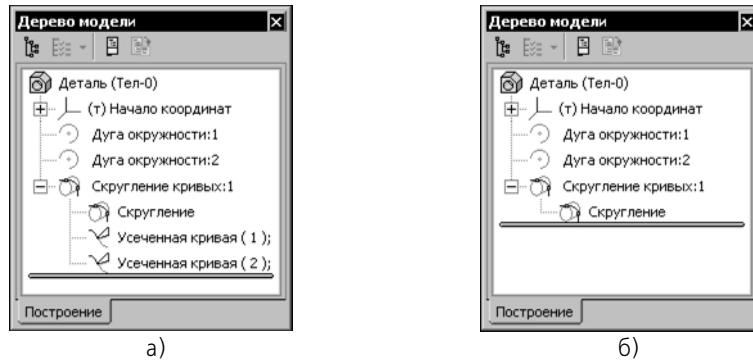 Дерево модели
Деталь (Тел-0)
(т) Начало координат
Дуга окружности:1
Дуга окружности:2
Скругление кривых:1
Скругление
Усеченная кривая ( 1 );
Усеченная кривая ( 2 );
Построение
а)
Дерево модели
Деталь (Тел-0)
(т) Начало координат
Дуга окружности:1
Дуга окружности:2
Скругление кривых:1
Скругление
Построение
б)